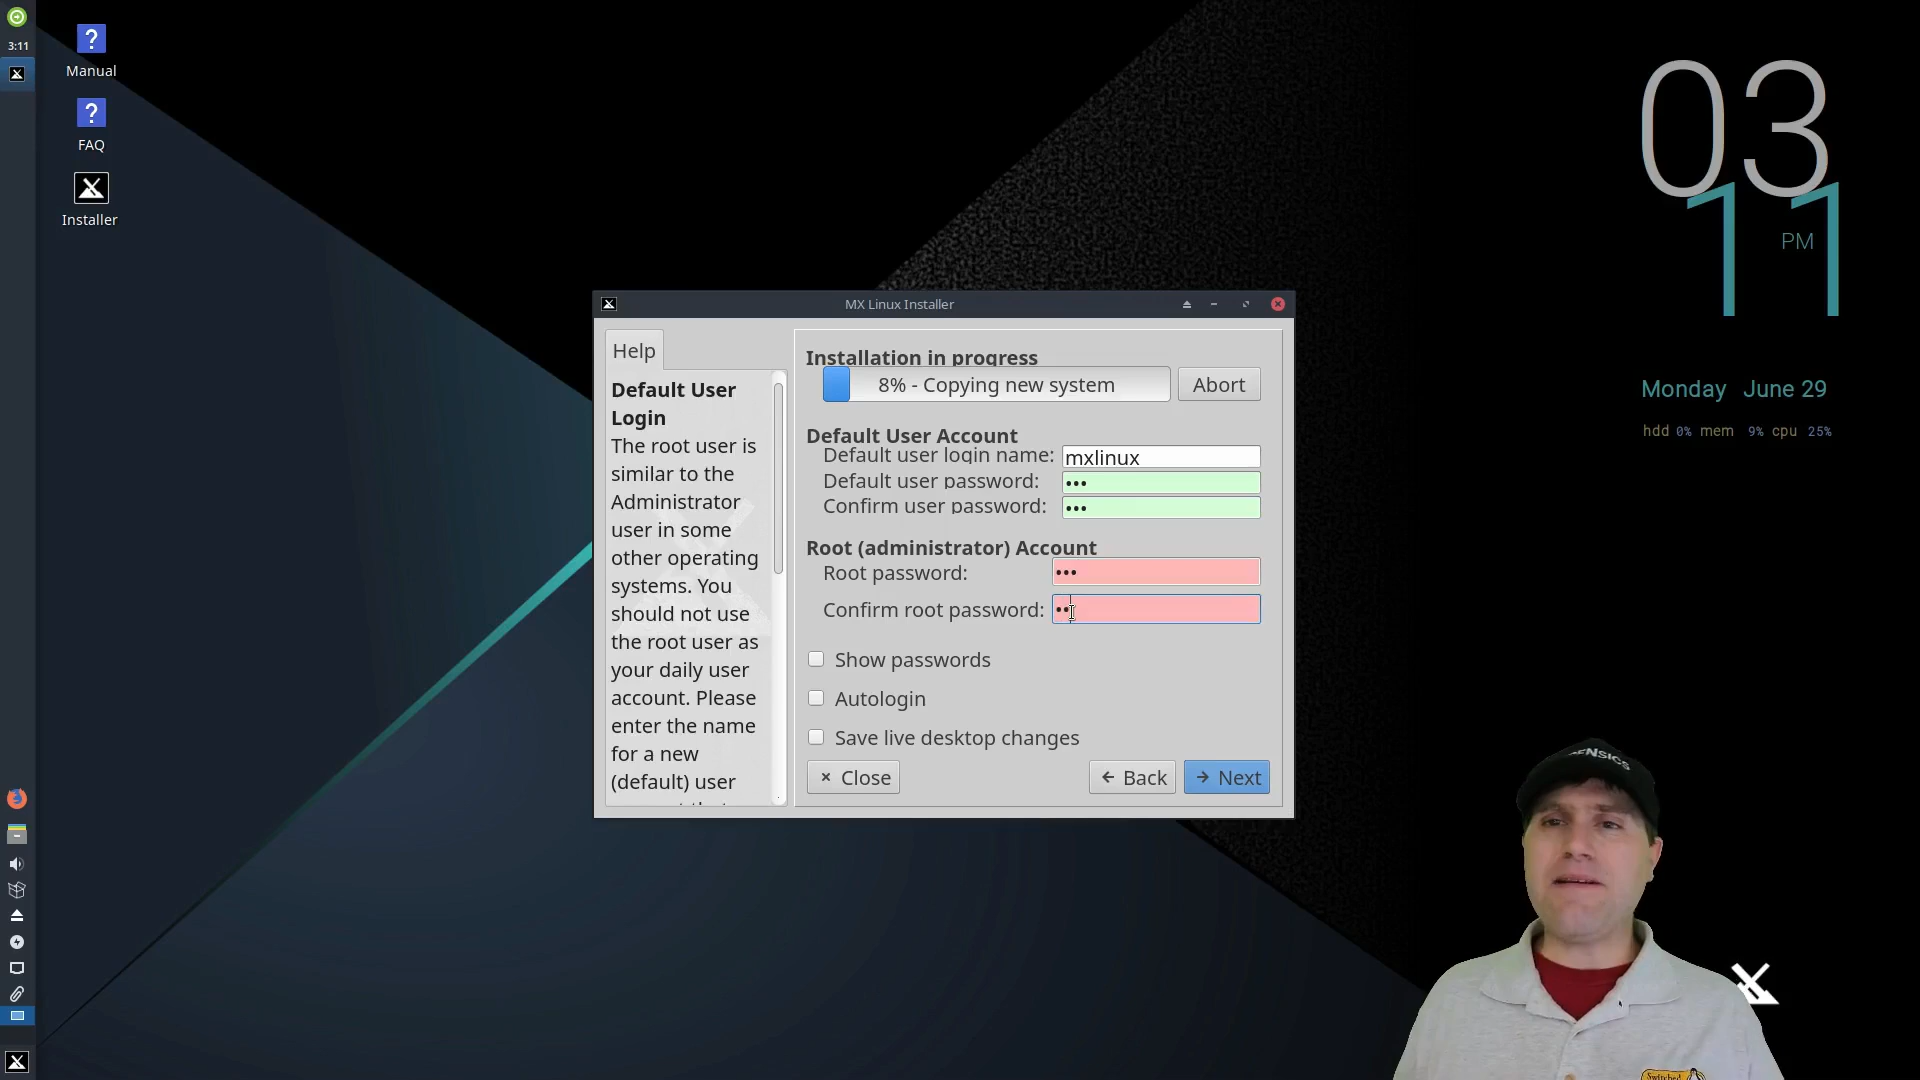 3:11
Manual
FAQ
Installer
03
11
PM
Monday June 29
hdd 0% mem 9% cpu 25%
MX Linux Installer
Help
Default User
Login
The root user is
similar to the
Administrator
user in some
other operating
systems. You
should not use
the root user as
your daily user
account. Please
enter the name
for a new
(default) user
Installation in progress
8% - Copying new system
Abort
Default User Account
Default user login name: mxlinux
Default user password: •••
Confirm user password: •••
Root (administrator) Account
Root password: •••
Confirm root password: ••
Show passwords
Autologin
Save live desktop changes
Close
Back
Next
Switched